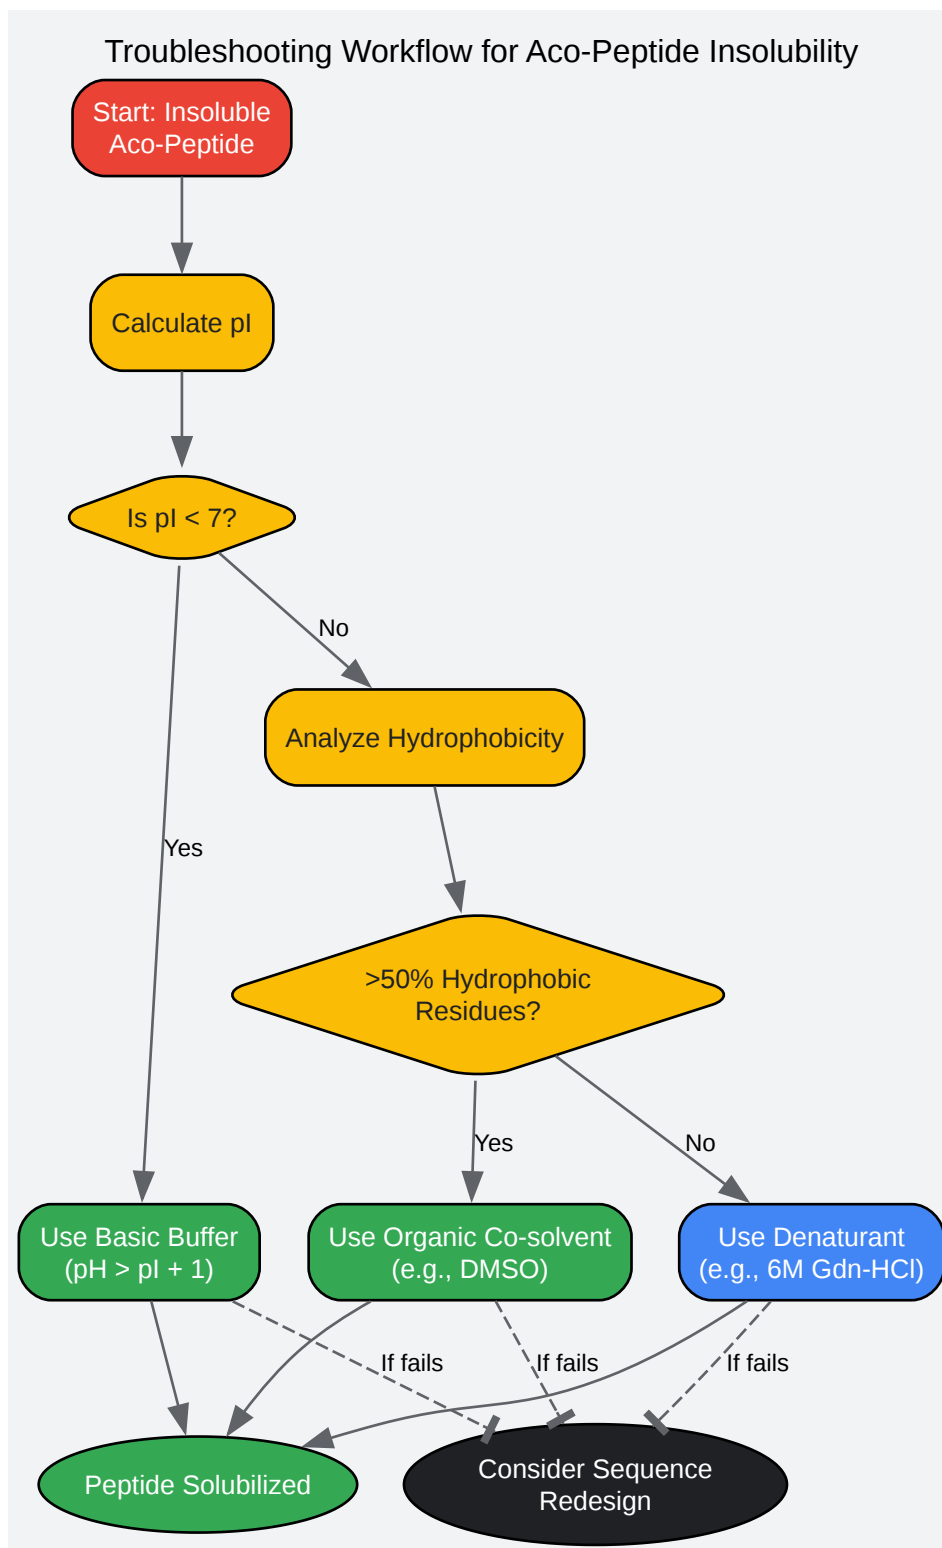 Troubleshooting Workflow for Aco-Peptide Insolubility
Start: Insoluble
Aco-Peptide
Calculate pI
Is pI < 7?
No
Analyze Hydrophobicity
Yes
>50% Hydrophobic
Residues?
Yes
No
Use Basic Buffer
(pH > pI + 1)
Use Organic Co-solvent
(e.g., DMSO)
Use Denaturant
(e.g., 6M Gdn-HCl)
If fails
If fails
If fails
Peptide Solubilized
Consider Sequence
Redesign